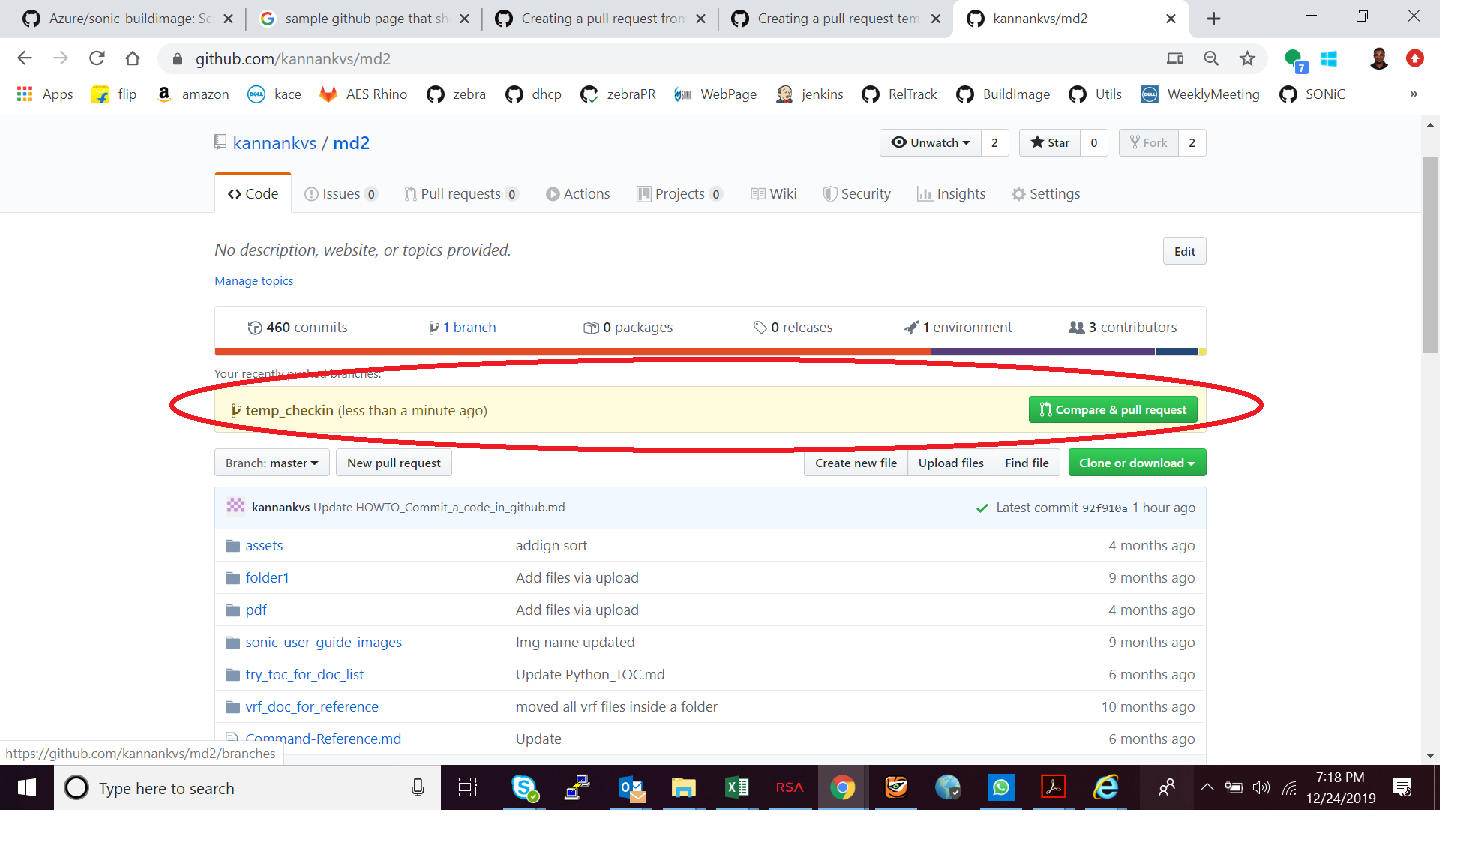 Azure/sonic-buildimage: Sc
sample github page that sh
Creating a pull request from
Creating a pull request tem
kannankvs/md2
github.com/kannankvs/md2
7
Apps flip amazon kace AES Rhino zebra dhcp zebraPR WebPage jenkins RelTrack BuildImage Utils WeeklyMeeting SONiC »
kannankvs / md2
Unwatch 2 Star 0 Fork 2
Code Issues 0 Pull requests 0 Actions Projects 0 Wiki Security Insights Settings
No description, website, or topics provided.
Edit
Manage topics
460 commits 1 branch 0 packages 0 releases 1 environment 3 contributors
Your recently pushed branches:
temp_checkin (less than a minute ago)
Compare & pull request
Branch: master New pull request Create new file Upload files Find file Clone or download
kannankvs Update HOWTO_Commit_a_code_in_github.md Latest commit 92f910a 1 hour ago
assets addign sort 4 months ago
folder1 Add files via upload 9 months ago
pdf Add files via upload 4 months ago
sonic_user_guide_images Img name updated 9 months ago
try_toc_for_doc_list Update Python_TOC.md 6 months ago
vrf_doc_for_reference moved all vrf files inside a folder 10 months ago
Command-Reference.md Update 6 months ago
https://github.com/kannankvs/md2/branches
Type here to search
RSA
7:18 PM
12/24/2019